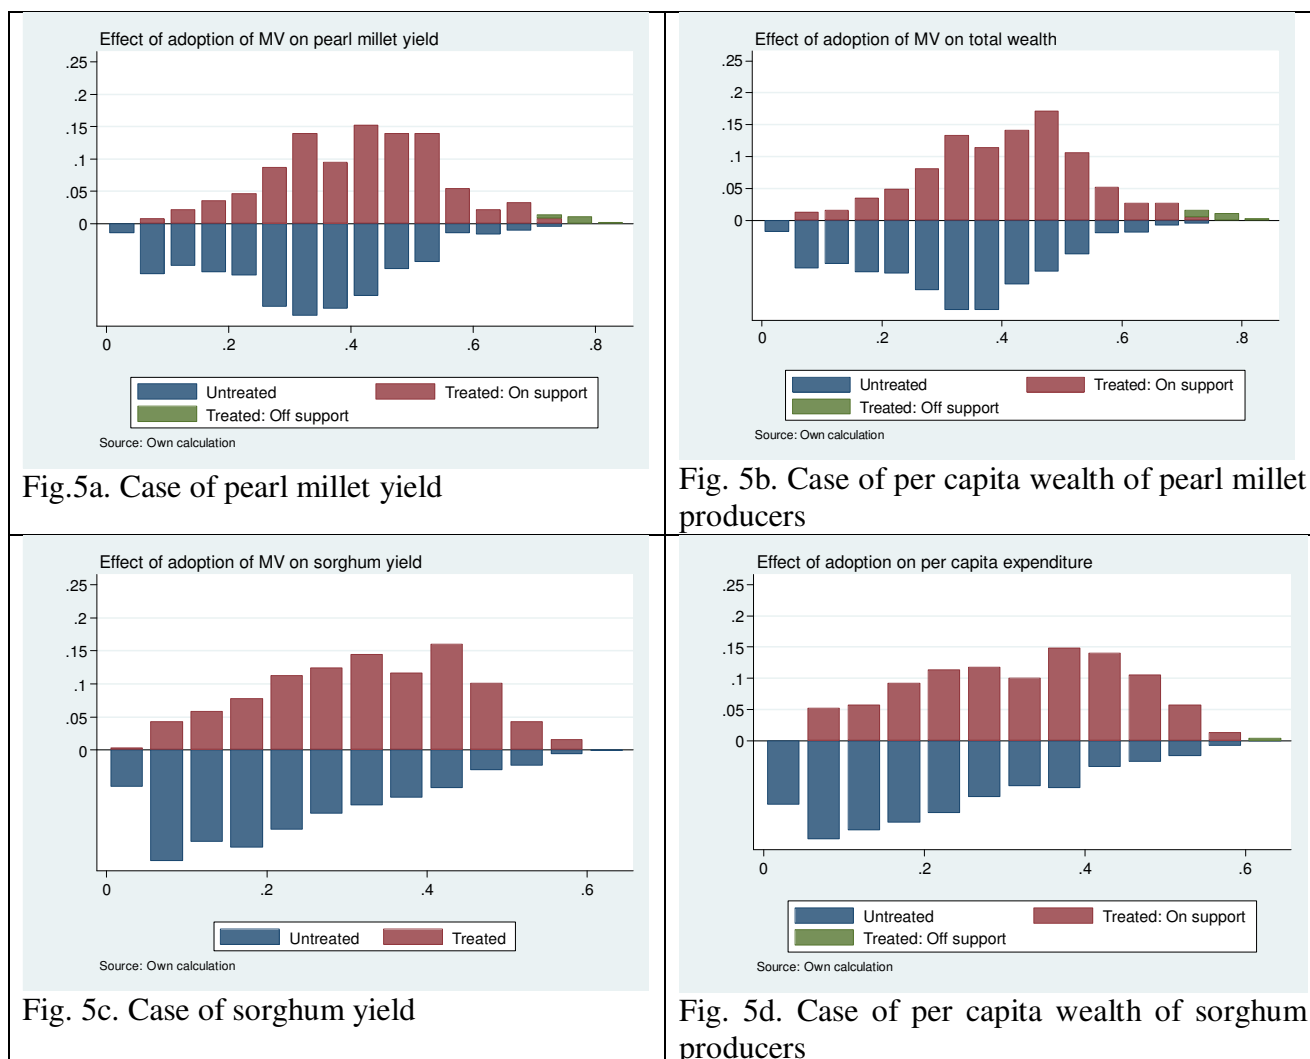 Effect of adoption of MV on pearl millet yield
.25
.2
.15
.1
.05
0
0 .2 .4 .6 .8
Untreated Treated: On support
Treated: Off support
Source: Own calculation
Fig.5a. Case of pearl millet yield
Effect of adoption of MV on total wealth
.25
.2
.15
.1
.05
0
0 .2 .4 .6 .8
Untreated Treated: On support
Treated: Off support
Source: Own calculation
Fig. 5b. Case of per capita wealth of pearl millet
producers
Effect of adoption of MV on sorghum yield
.25
.2
.15
.1
.05
0
0 .2 .4 .6
Untreated Treated
Source: Own calculation
Fig. 5c. Case of sorghum yield
Effect of adoption on per capita expenditure
.25
.2
.15
.1
.05
0
0 .2 .4 .6
Untreated Treated: On support
Treated: Off support
Source: Own calculation
Fig. 5d. Case of per capita wealth of sorghum
producers